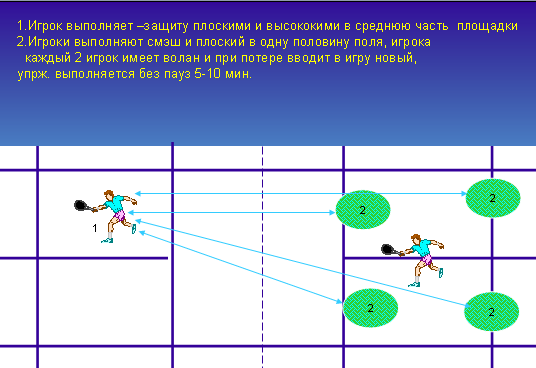 1.Игрок выполняет –защиту плоскими и высококими в среднюю часть площадки
2.Игроки выполняют смэш и плоский в одну половину поля, игрока
каждый 2 игрок имеет волан и при потере вводит в игру новый,
упрж. выполняется без пауз 5-10 мин.
2
2
1
2
2